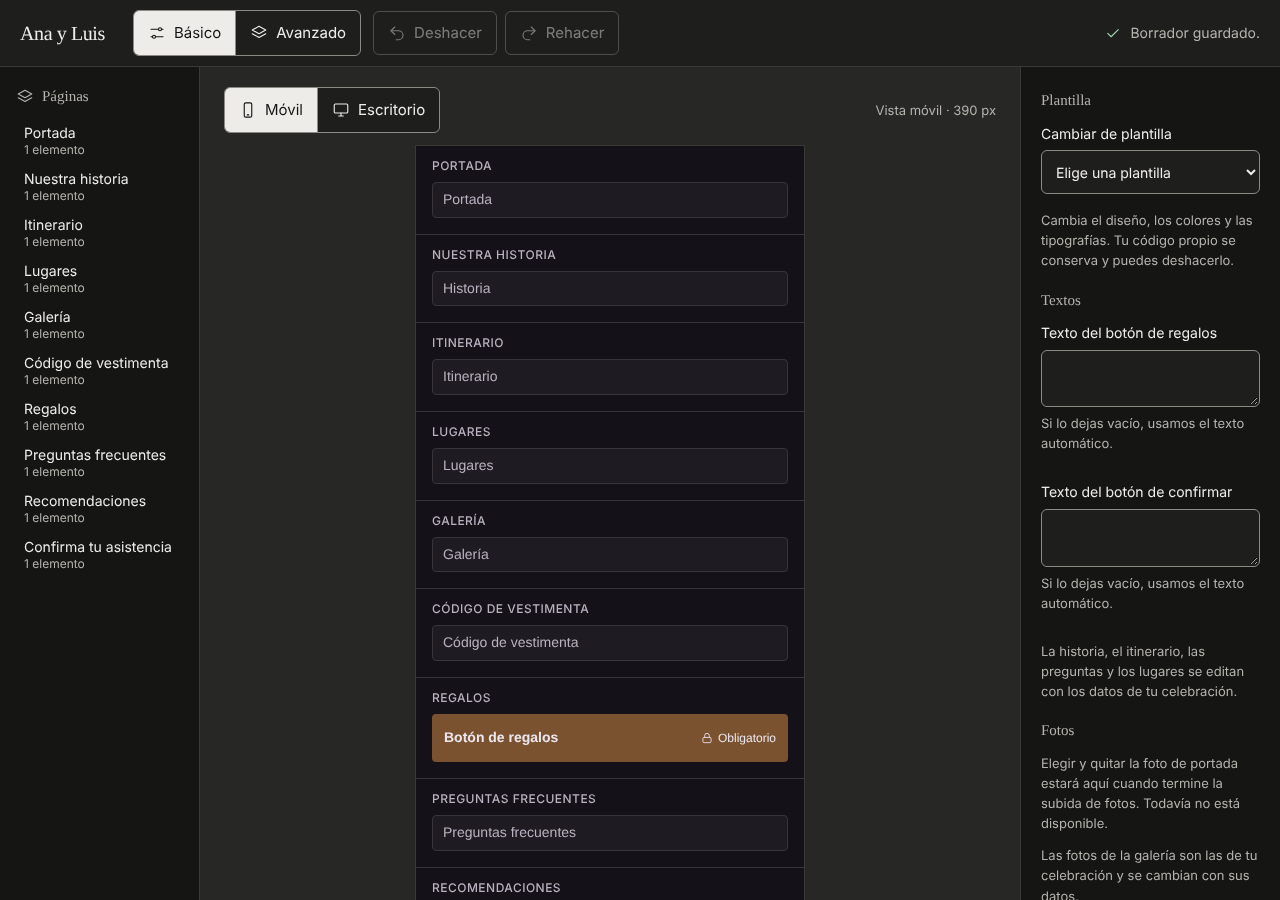 Ana y Luis
Básico
Avanzado
Deshacer
Rehacer
Borrador guardado.
Páginas
Portada
1 elemento
Nuestra historia
1 elemento
Itinerario
1 elemento
Lugares
1 elemento
Galería
1 elemento
Código de vestimenta
1 elemento
Regalos
1 elemento
Preguntas frecuentes
1 elemento
Recomendaciones
1 elemento
Confirma tu asistencia
1 elemento
Móvil
Escritorio
Vista móvil · 390 px
PORTADA
Portada
NUESTRA HISTORIA
Historia
ITINERARIO
Itinerario
LUGARES
Lugares
GALERÍA
Galería
CÓDIGO DE VESTIMENTA
Código de vestimenta
REGALOS
Botón de regalos
Obligatorio
PREGUNTAS FRECUENTES
Preguntas frecuentes
RECOMENDACIONES
Plantilla
Cambiar de plantilla
Elige una plantilla
Cambia el diseño, los colores y las
tipografías. Tu código propio se
conserva y puedes deshacerlo.
Textos
Texto del botón de regalos
Si lo dejas vacío, usamos el texto
automático.
Texto del botón de confirmar
Si lo dejas vacío, usamos el texto
automático.
La historia, el itinerario, las
preguntas y los lugares se editan
con los datos de tu celebración.
Fotos
Elegir y quitar la foto de portada
estará aquí cuando termine la
subida de fotos. Todavía no está
disponible.
Las fotos de la galería son las de tu
celebración y se cambian con sus
datos.